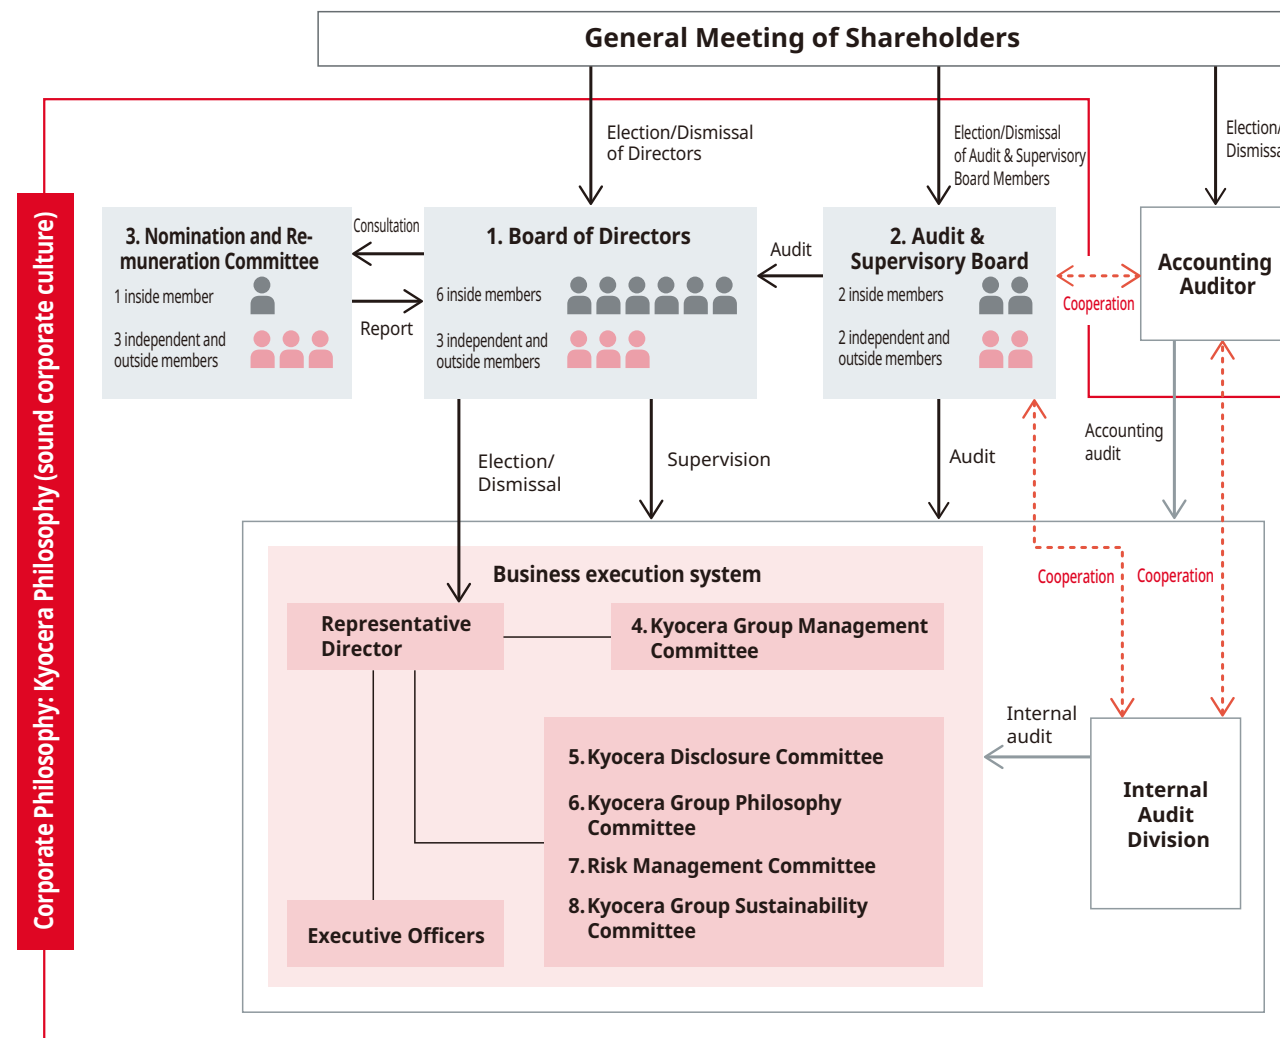 General Meeting of Shareholders
Election/Dismissal
of Directors
Election/Dismissal
of Audit & Supervisory
Board Members
Election/
Dismissa
Corporate Philosophy: Kyocera Philosophy (sound corporate culture)
3. Nomination and Re-
muneration Committee
1 inside member
3 independent and
outside members
Consultation
Report
1. Board of Directors
6 inside members
3 independent and
outside members
Audit
2. Audit &
Supervisory Board
2 inside members
2 independent and
outside members
Cooperation
Accounting
Auditor
Election/
Dismissal
Supervision
Audit
Accounting
audit
Business execution system
Representative
Director
4. Kyocera Group Management
Committee
Cooperation
Cooperation
5. Kyocera Disclosure Committee
6. Kyocera Group Philosophy
Committee
7. Risk Management Committee
8. Kyocera Group Sustainability
Committee
Executive Officers
Internal
audit
Internal
Audit
Division